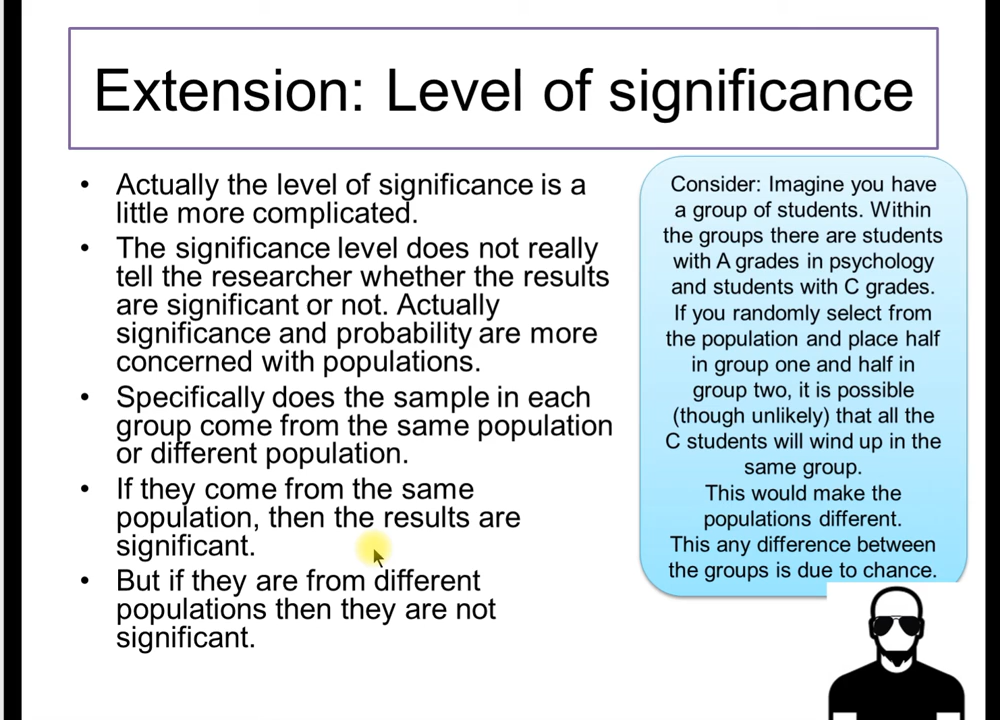 Extension: Level of significance
• Actually the level of significance is a
little more complicated.
• The significance level does not really
tell the researcher whether the results
are significant or not. Actually
significance and probability are more
concerned with populations.
• Specifically does the sample in each
group come from the same population
or different population.
• If they come from the same
population, then the results are
significant.
• But if they are from different
populations then they are not
significant.
Consider: Imagine you have
a group of students. Within
the groups there are students
with A grades in psychology
and students with C grades.
If you randomly select from
the population and place half
in group one and half in
group two, it is possible
(though unlikely) that all the
C students will wind up in the
same group.
This would make the
populations different.
This any difference between
the groups is due to chance.